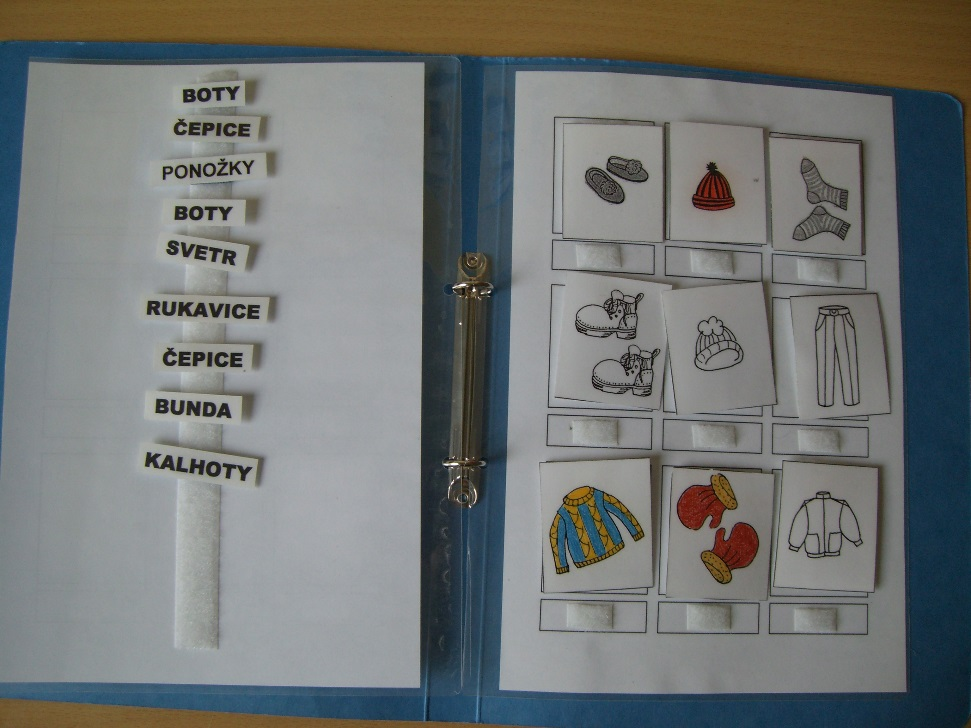 BOTY
ČEPICE
PONOŽKY
BOTY
SVETR
RUKAVICE
ČEPICE
BUNDA
KALHOTY